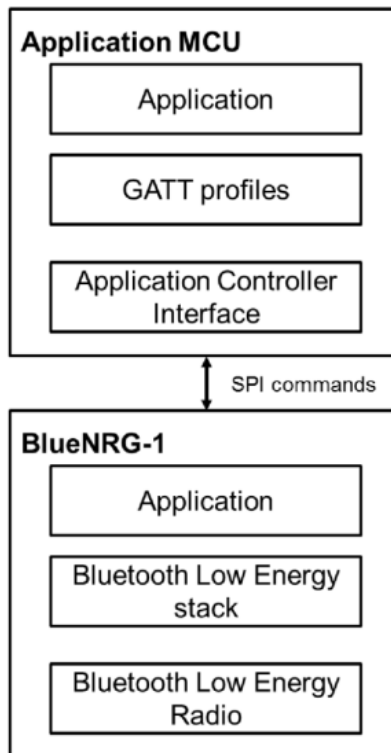 Application MCU
Application
GATT profiles
Application Controller
Interface
SPI commands
BlueNRG-1
Application
Bluetooth Low Energy
stack
Bluetooth Low Energy
Radio